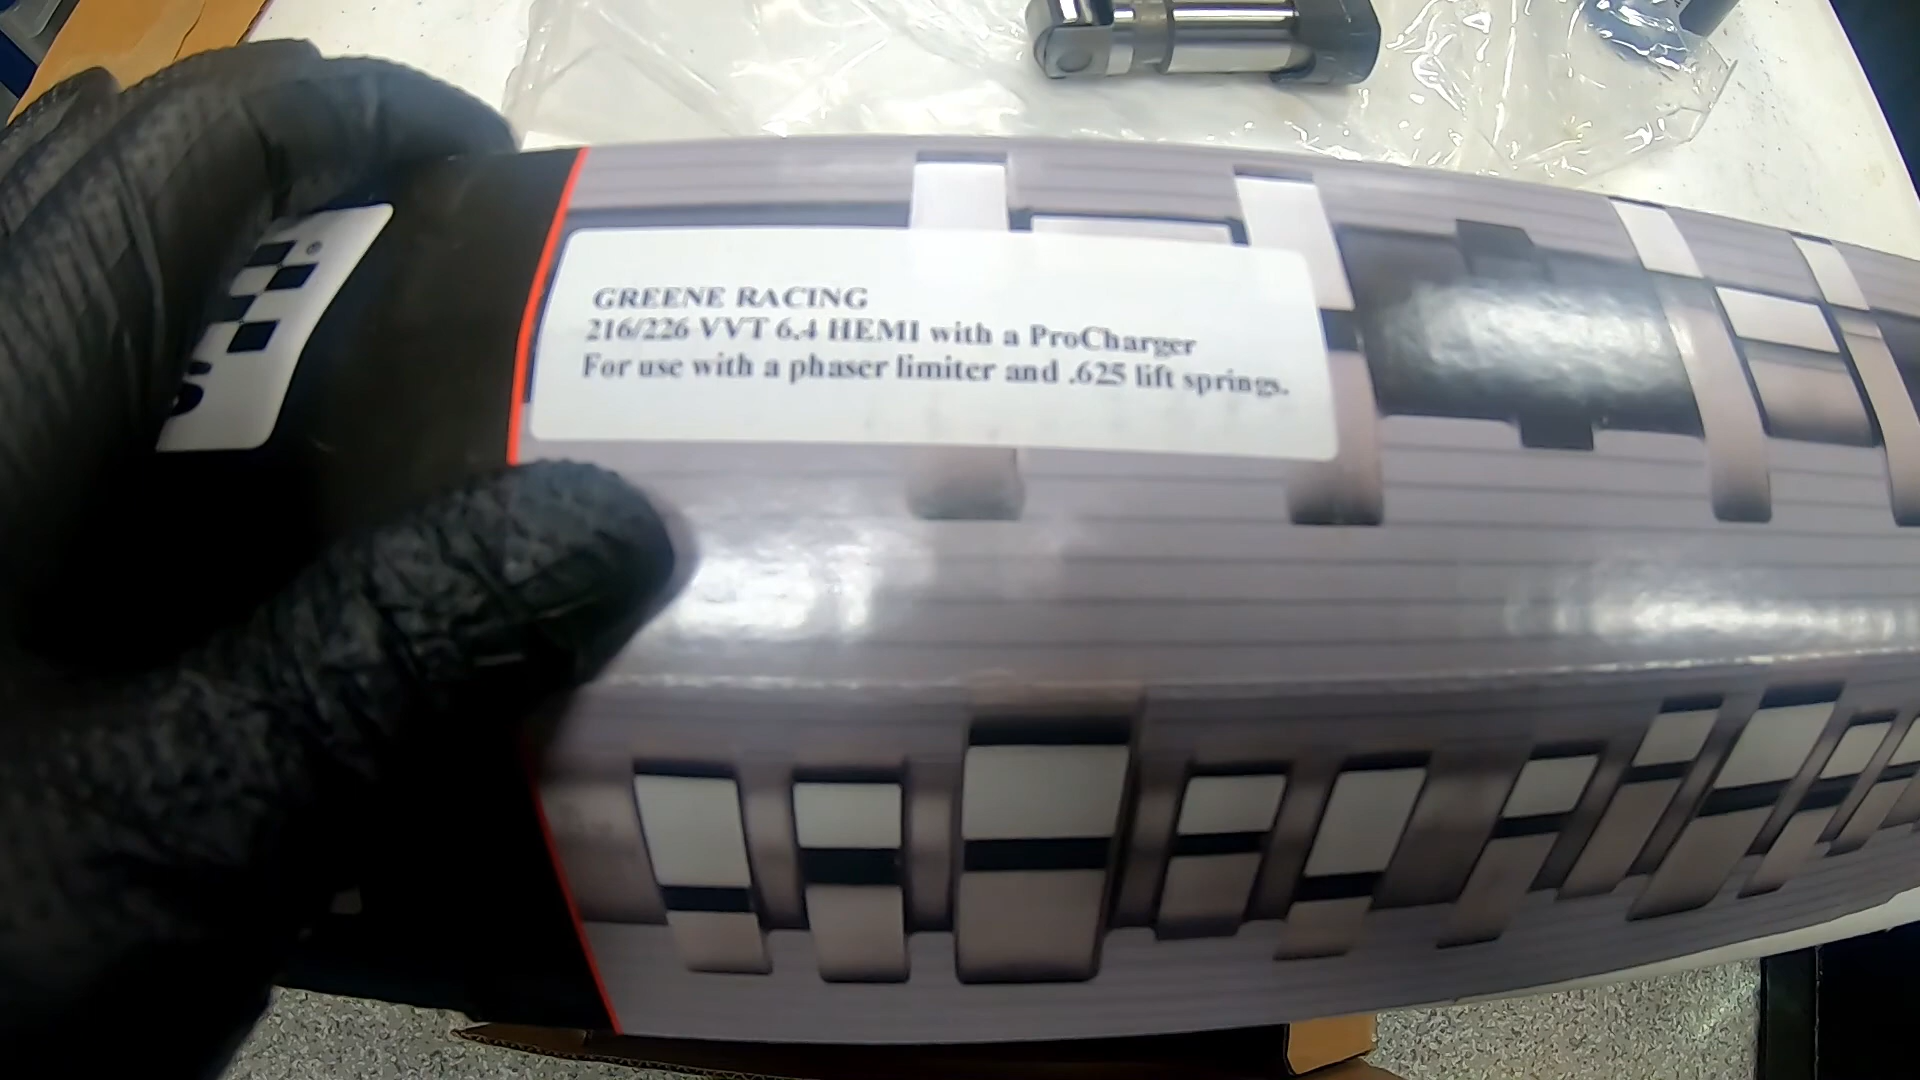 GREENE RACING
216/226 VVT 6.4 HEMI with a ProCharger
For use with a phaser limiter and .625 lift springs.